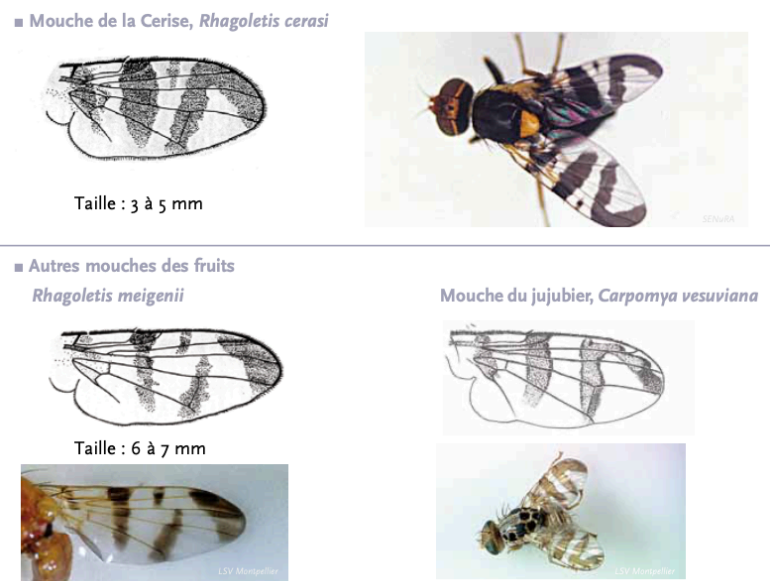 ■ Mouche de la Cerise, Rhagoletis cerasi
Taille : 3 à 5 mm
SENuRA
■ Autres mouches des fruits
Rhagoletis meigenii
Mouche du jujubier, Carpomya vesuviana
Taille : 6 à 7 mm
LSV Montpellier
LSV Montpellier